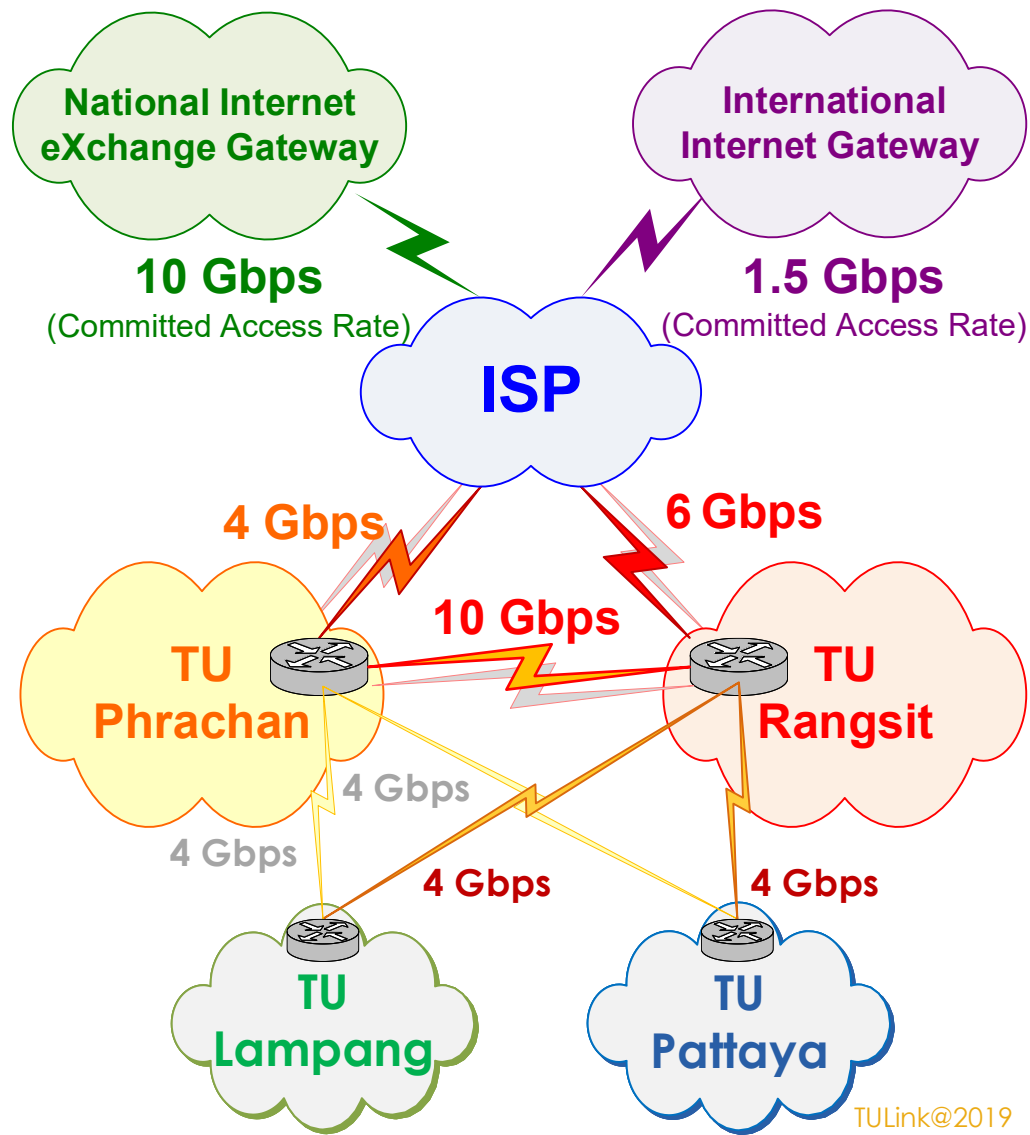 National Internet
eXchange Gateway
International
Internet Gateway
10 Gbps
(Committed Access Rate)
1.5 Gbps
(Committed Access Rate)
ISP
4 Gbps
6 Gbps
10 Gbps
TU
Phrachan
TU
Rangsit
4 Gbps
4 Gbps
4 Gbps
4 Gbps
TU
Lampang
TU
Pattaya
TULink@2019